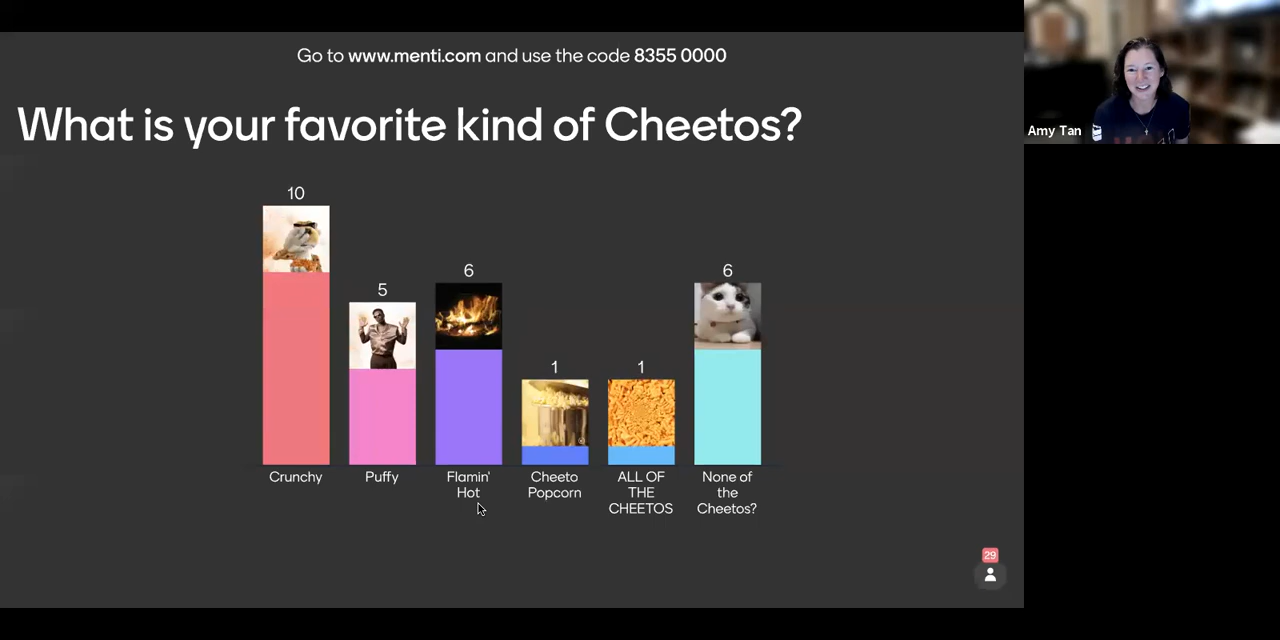 Go to www.menti.com and use the code 8355 0000
What is your favorite kind of Cheetos?
10
5
6
1
1
6
Crunchy
Puffy
Flamin'
Hot
Cheeto
Popcorn
ALL OF
THE
CHEETOS
None of
the
Cheetos?
29
Amy Tan